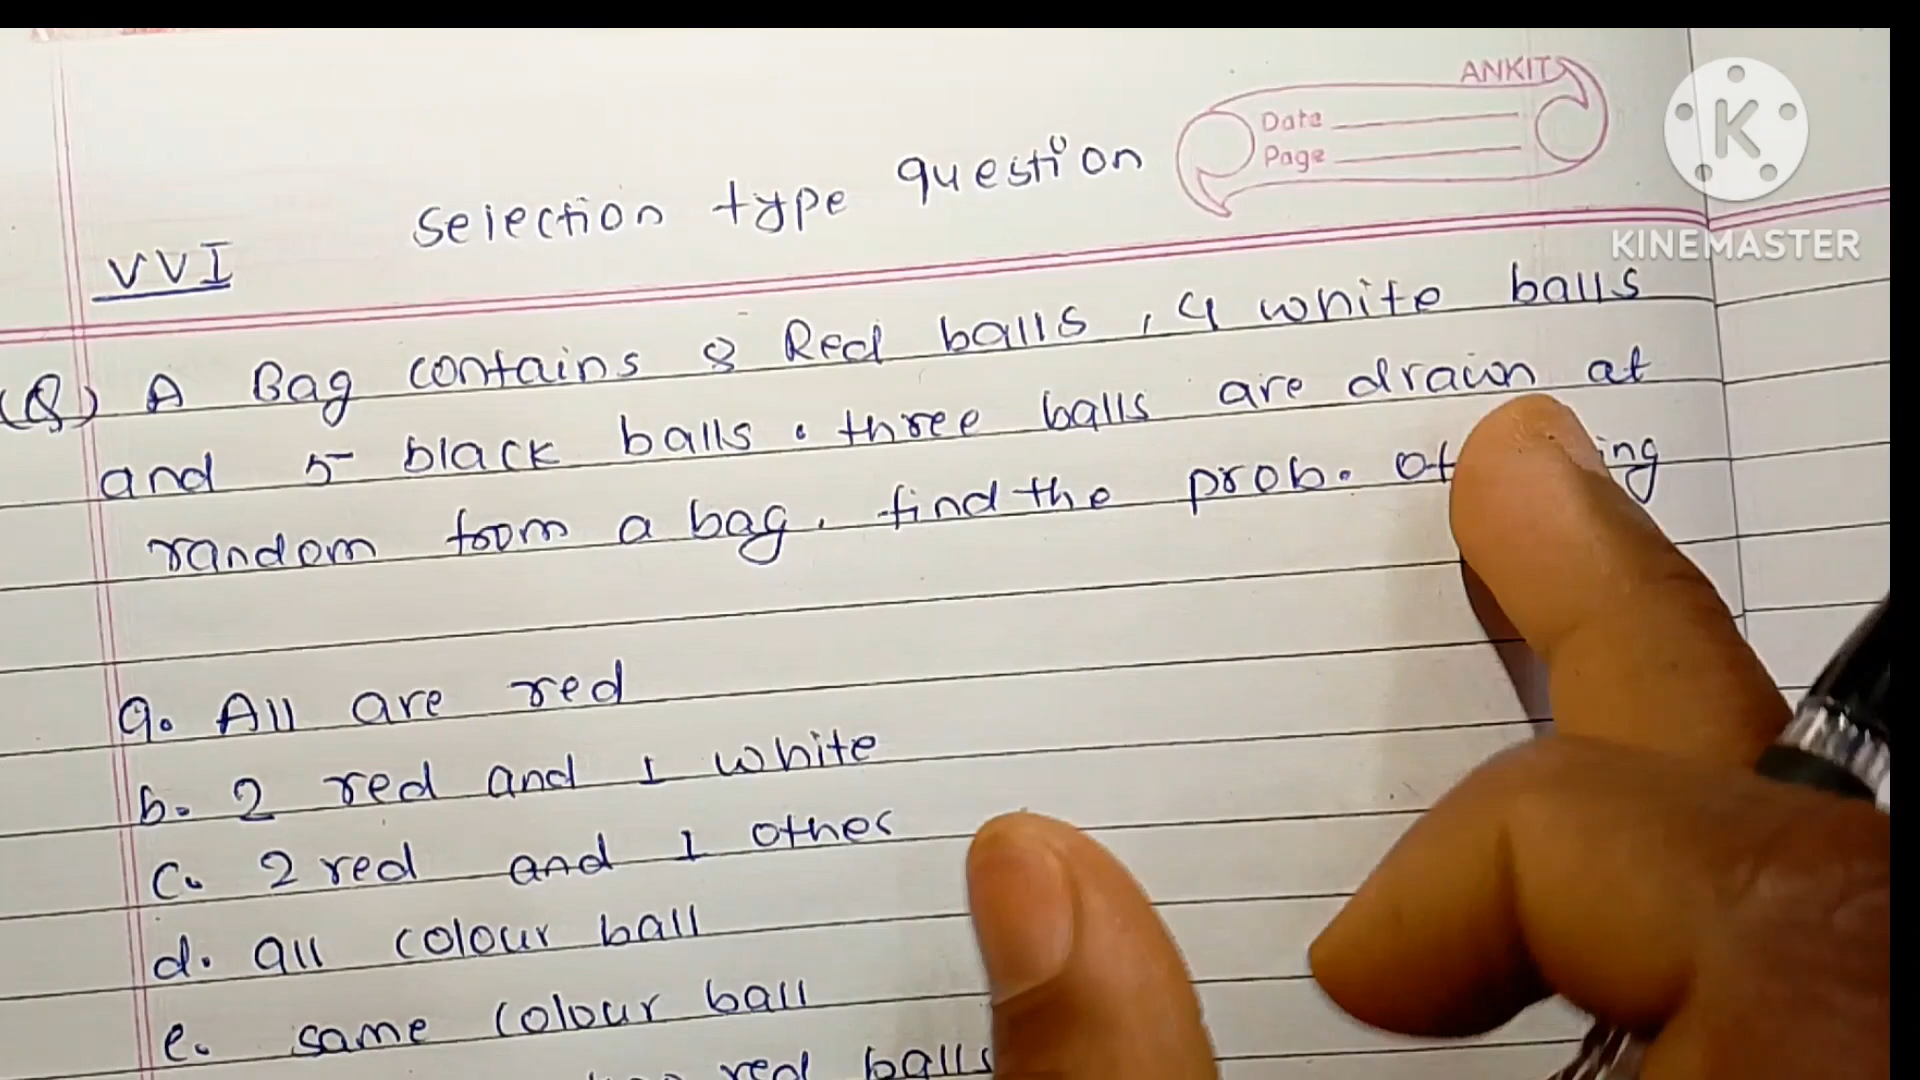 ANKIT
Date
Page
KINEMASTER
selection type question
VVI
(Q) A Bag contains 8 Red balls, 4 white balls
and 5 black balls. three balls are drawn at
random from a bag. find the prob. of
a. All are red
b. 2 red and 1 white
c. 2 red and 1 other
d. all colour ball
e. same colour ball
red balls